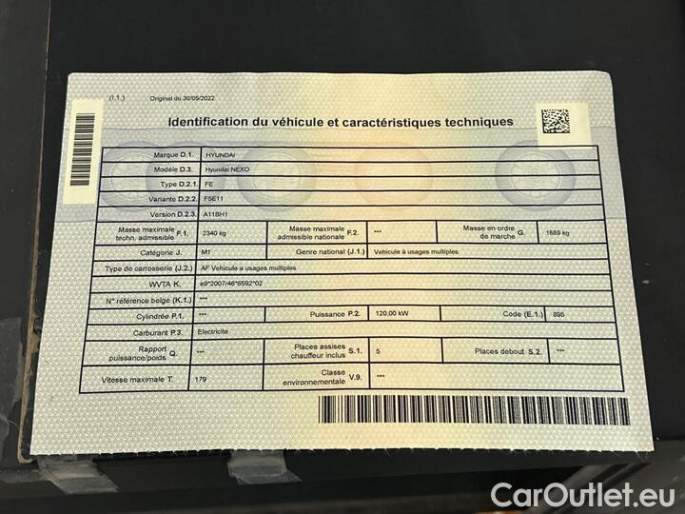 (I.1.) Original du 30/05/2022
Identification du véhicule et caractéristiques techniques
Marque D.1. HYUNDAI
Modèle D.3. Hyundai NEXO
Type D.2.1. FE
Variante D.2.2. F5E11
Version D.2.3. A11BH1
Masse maximale techn. admissible F.1. 2340 kg Masse maximale admissible nationale F.2. --- Masse en ordre de marche G. 1889 kg
Catégorie J. M1 Genre national (J.1.) Véhicule à usages multiples
Type de carrosserie (J.2.) AF Véhicule à usages multiples
WVTA K. e9*2007/46*6592*02
N° référence belge (K.1.) ---
Cylindrée P.1. --- Puissance P.2. 120,00 kW Code (E.1.) 895
Carburant P.3. Electricite
Rapport puissance/poids Q. --- Places assises chauffeur inclus S.1. 5 Places debout S.2. ---
Vitesse maximale T. 179 Classe environnementale V.9. ---
CarOutlet.eu